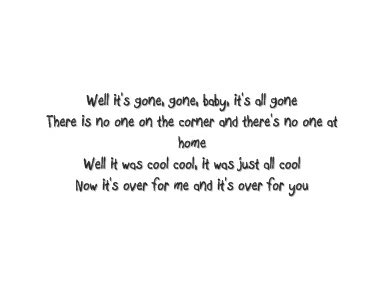 Well it's gone, gone, baby, it's all gone
There is no one on the corner and there's no one at
home
Well it was cool cool, it was just all cool
Now it's over for me and it's over for you